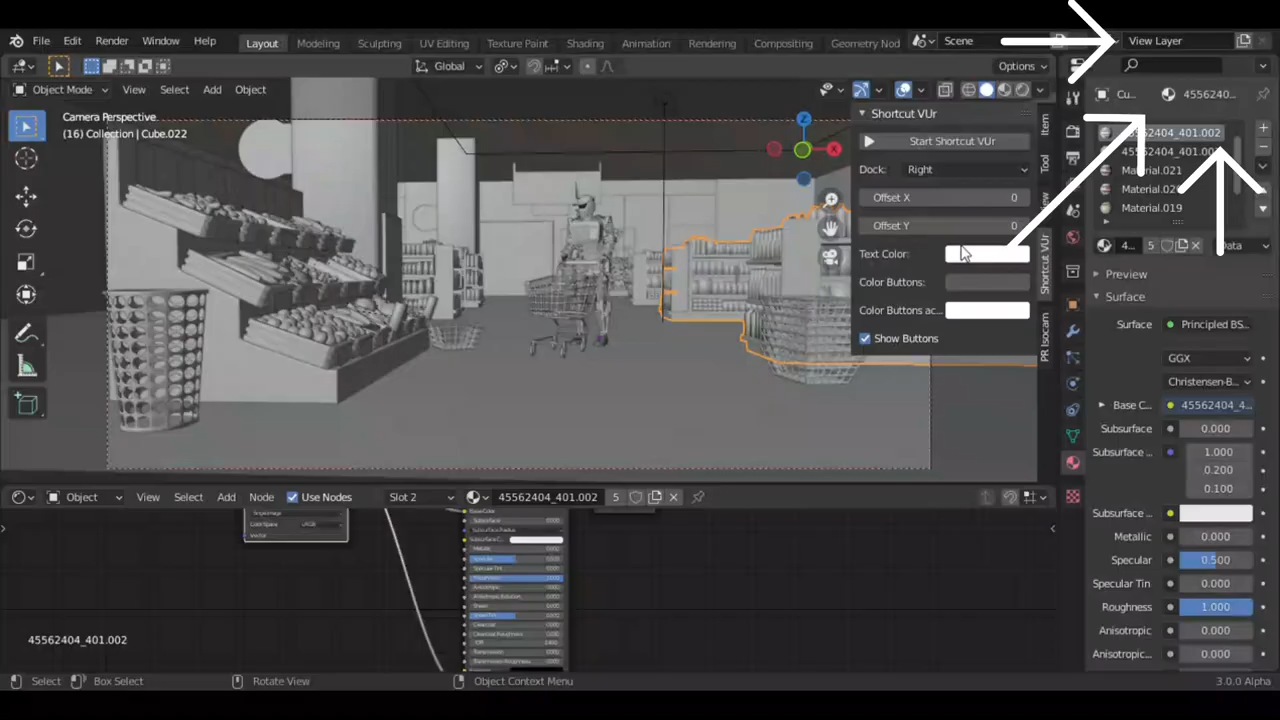 File Edit Render Window Help Layout Modeling Sculpting UV Editing Texture Paint Shading Animation Rendering Compositing Geometry Nod Scene View Layer
Global Options
Object Mode View Select Add Object
Camera Perspective
(16) Collection | Cube.022
Shortcut VUr
Start Shortcut VUr
Dock: Right
Offset X 0
Offset Y 0
Text Color:
Color Buttons:
Color Buttons ac..
Show Buttons
Z
X
Item
Tool
Shortcut VUr
PR Isocam
Cu.. 4556240...
45562404_401.002
45562404_401.00
Material.021
Material.020
Material.019
4.. 5 Data
Preview
Surface
Surface Principled BS..
GGX
Christensen-B..
Base C... 45562404_4...
Subsurface 0.000
Subsurface .. 1.000
0.200
0.100
Subsurface ..
Metallic 0.000
Specular 0.500
Specular Tin 0.000
Roughness 1.000
Anisotropic 0.000
Anisotropic.. 0.000
Object View Select Add Node Use Nodes Slot 2 45562404_401.002 5
45562404_401.002
Select Box Select Rotate View Object Context Menu 3.0.0 Alpha